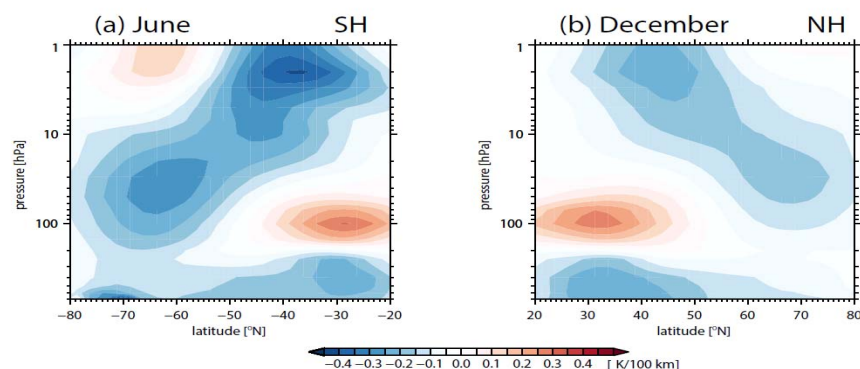 (a) June SH
(b) December NH
pressure [hPa]
1
10
100
−80 −70 −60 −50 −40 −30 −20
latitude [°N]
pressure [hPa]
1
10
100
20 30 40 50 60 70 80
latitude [°N]
−0.4 −0.3 −0.2 −0.1 0.0 0.1 0.2 0.3 0.4 [ K/100 km]